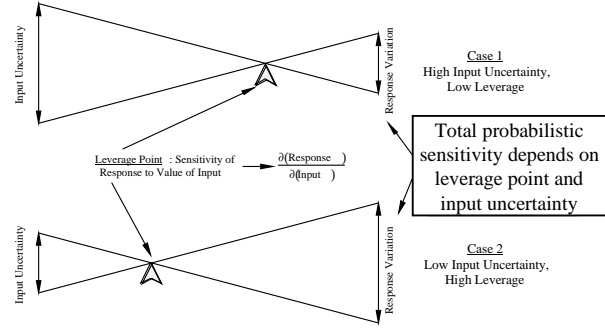 Input Uncertainty
Response Variation
Case 1
High Input Uncertainty,
Low Leverage
Leverage Point : Sensitivity of
Response to Value of Input
∂(Response )
∂(Input )
Total probabilistic
sensitivity depends on
leverage point and
input uncertainty
Input Uncertainty
Response Variation
Case 2
Low Input Uncertainty,
High Leverage